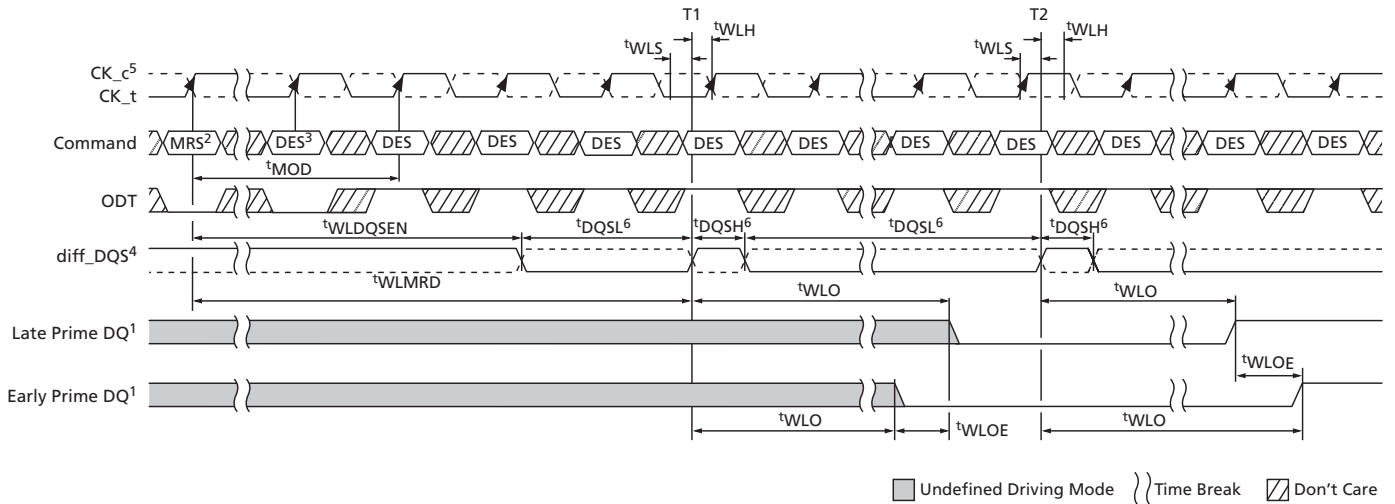 T1 T2
tWLH tWLH
tWLS tWLS
CK_c5
CK_t
Command MRS2 DES3 DES DES DES DES DES DES DES DES DES DES
tMOD
ODT
tWLDQSEN tDQSL6 tDQSH6 tDQSL6 tDQSH6
diff_DQS4
tWLMRD tWLO tWLO
Late Prime DQ1
tWLOE
Early Prime DQ1
tWLO tWLOE tWLO
Undefined Driving Mode Time Break Don't Care